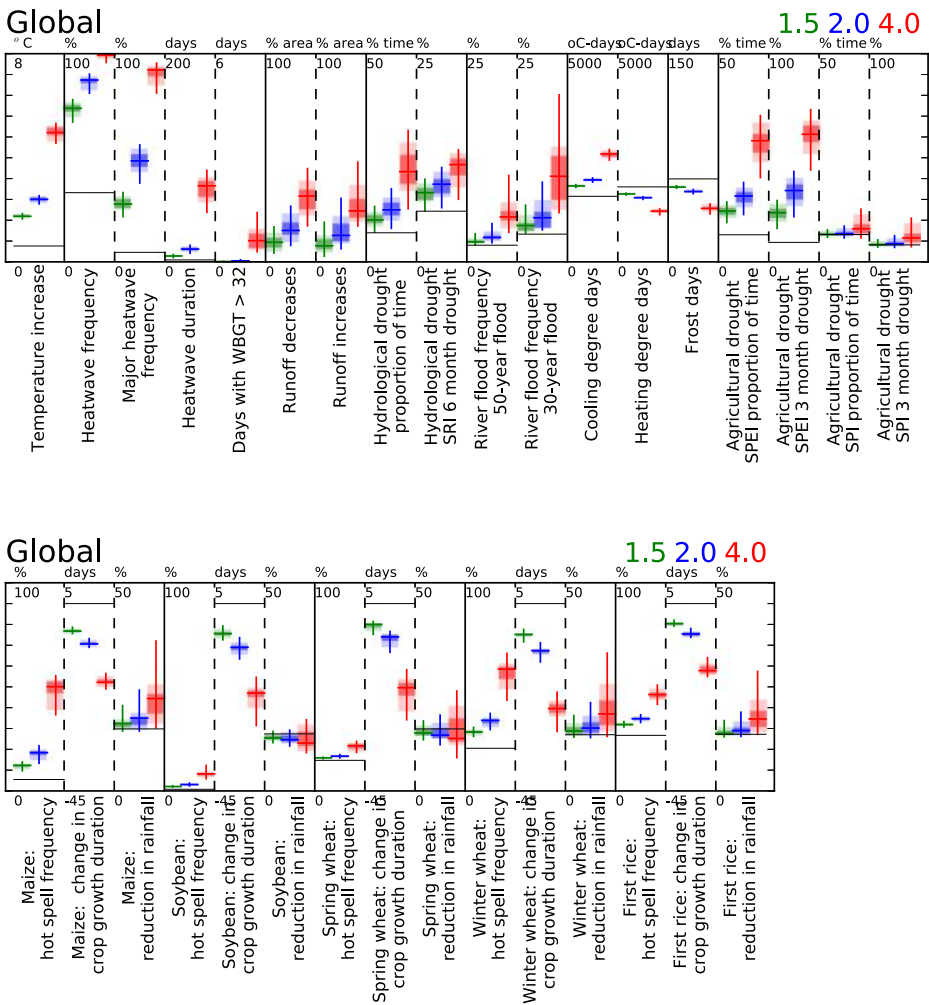 Global
1.5 2.0 4.0
°C % % days days % area % area % time % % % oC-days oC-days days % time % % time %
8 100 100 200 6 100 100 50 25 25 25 5000 5000 150 50 100 50 100
0 0 0 0 0 0 0 0 0 0 0 0 0 0 0 0 0 0
Temperature increase
Heatwave frequency
Major heatwave
frequency
Heatwave duration
Days with WBGT > 32
Runoff decreases
Runoff increases
Hydrological drought
proportion of time
Hydrological drought
SRI 6 month drought
River flood frequency
50-year flood
River flood frequency
30-year flood
Cooling degree days
Heating degree days
Frost days
Agricultural drought
SPEI proportion of time
Agricultural drought
SPEI 3 month drought
Agricultural drought
SPI proportion of time
Agricultural drought
SPI 3 month drought
Global
1.5 2.0 4.0
% days % % days % % days % % days % % days %
100 5 50 100 5 50 100 5 50 100 5 50 100 5 50
0 -45 0 0 -45 0 0 -45 0 0 -45 0 0 -45 0
Maize:
hot spell frequency
Maize: change in
crop growth duration
Maize:
reduction in rainfall
Soybean:
hot spell frequency
Soybean: change in
crop growth duration
Soybean:
reduction in rainfall
Spring wheat:
hot spell frequency
Spring wheat: change in
crop growth duration
Spring wheat:
reduction in rainfall
Winter wheat:
hot spell frequency
Winter wheat: change in
crop growth duration
Winter wheat:
reduction in rainfall
First rice:
hot spell frequency
First rice: change in
crop growth duration
First rice:
reduction in rainfall